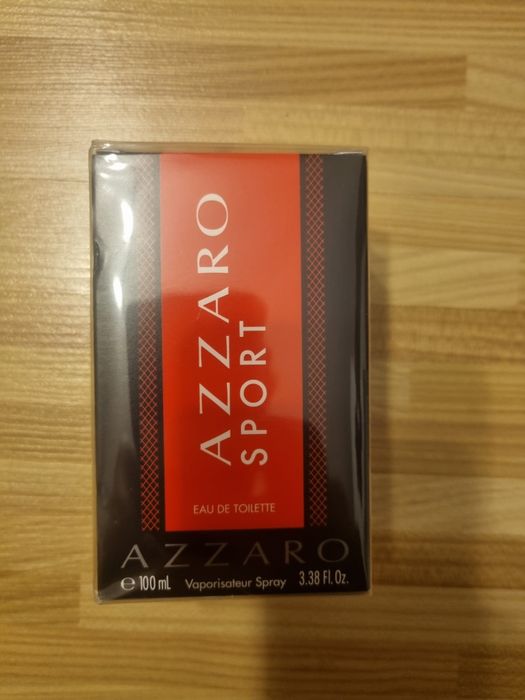 AZZARO
SPORT
EAU DE TOILETTE
AZZARO
℮ 100 mL Vaporisateur Spray 3.38 Fl. Oz.